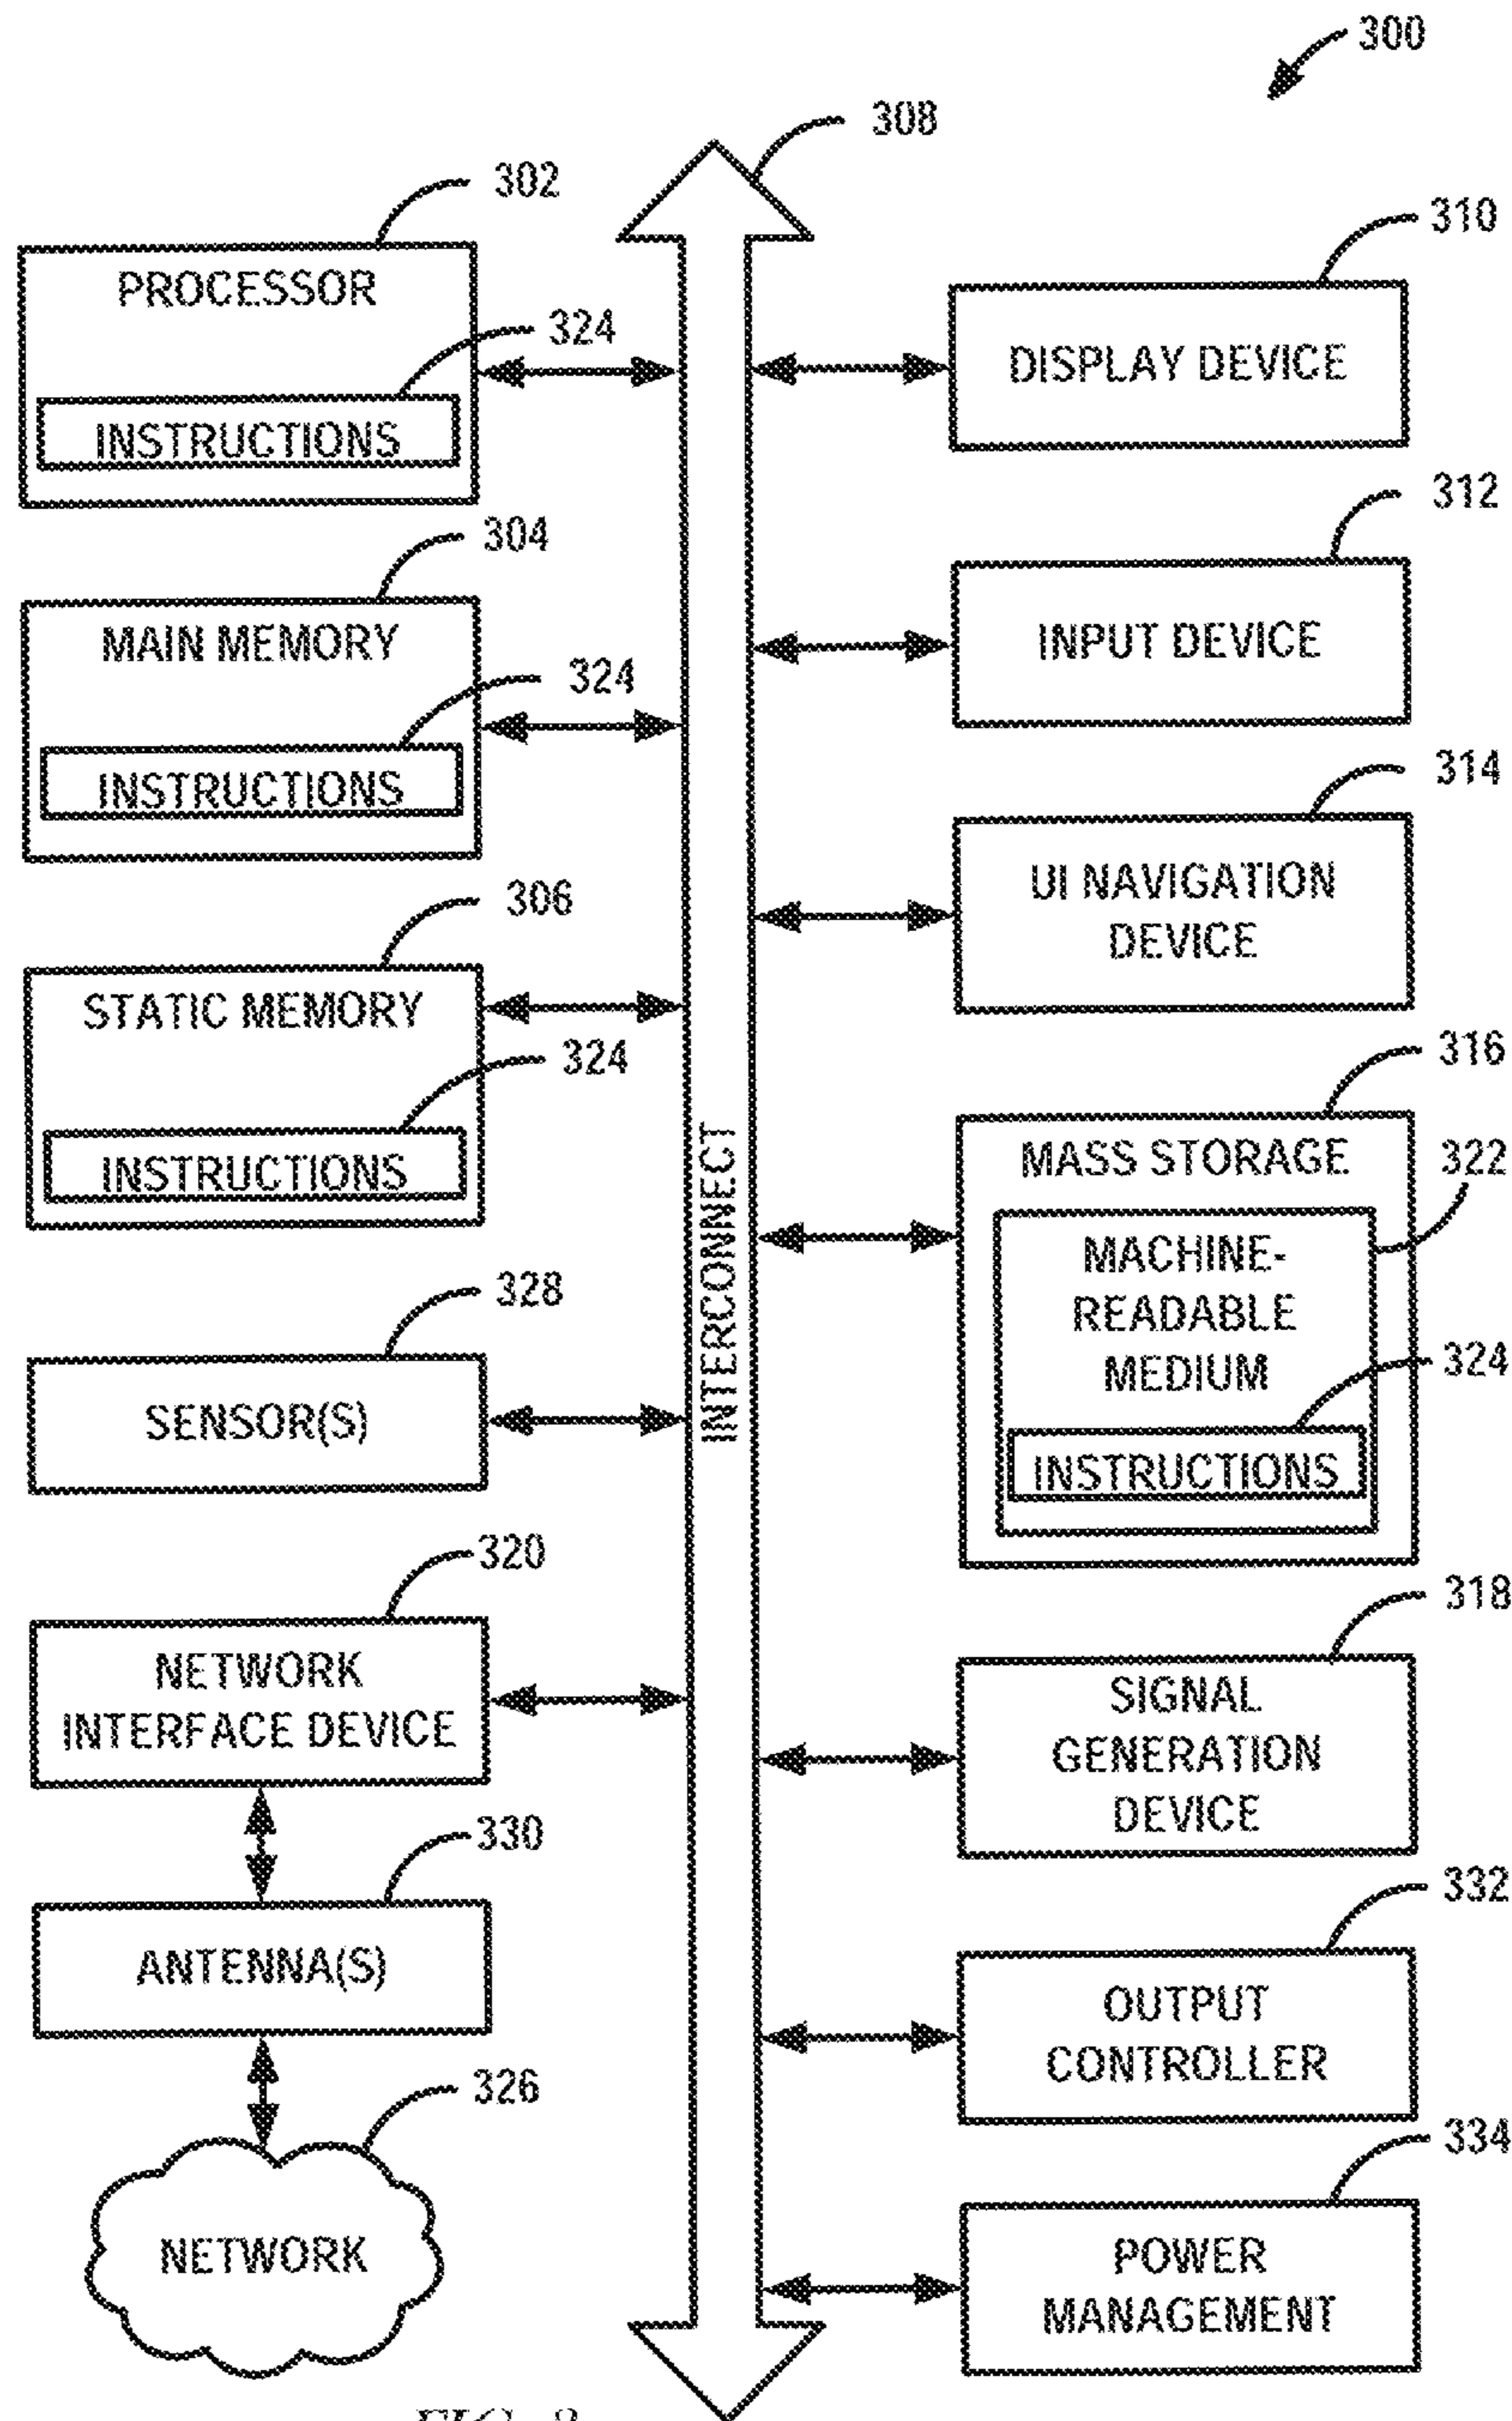 300
308
302
PROCESSOR
324
INSTRUCTIONS
304
MAIN MEMORY
324
INSTRUCTIONS
306
STATIC MEMORY
324
INSTRUCTIONS
328
SENSOR(S)
320
NETWORK
INTERFACE DEVICE
330
ANTENNA(S)
326
NETWORK
INTERCONNECT
310
DISPLAY DEVICE
312
INPUT DEVICE
314
UI NAVIGATION
DEVICE
316
MASS STORAGE
322
MACHINE-
READABLE
MEDIUM
324
INSTRUCTIONS
318
SIGNAL
GENERATION
DEVICE
332
OUTPUT
CONTROLLER
334
POWER
MANAGEMENT